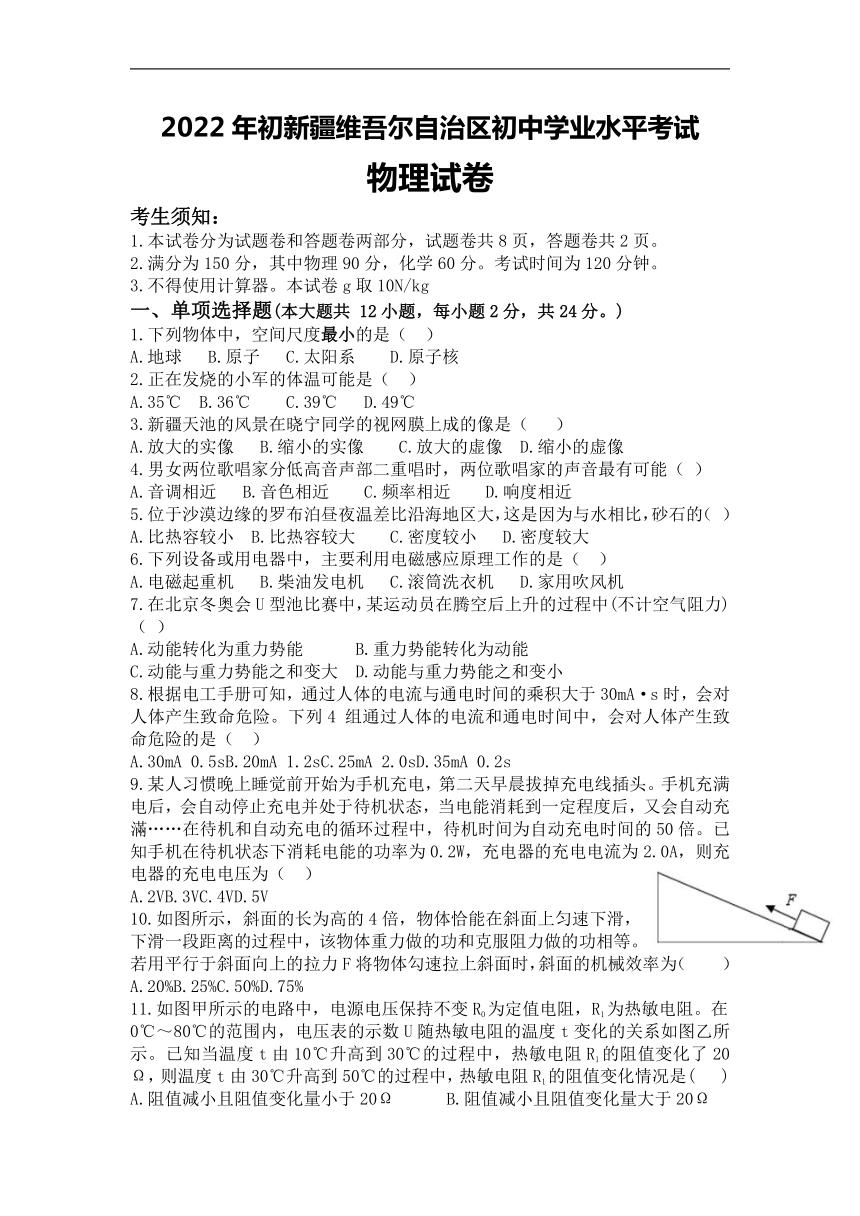 2022年初新疆维吾尔自治区初中学业水平考试
物理试卷
考生须知：
1.本试卷分为试题卷和答题卷两部分，试题卷共8页，答题卷共2页。
2.满分为150分，其中物理90分，化学60分。考试时间为120分钟。
3.不得使用计算器。本试卷g取10N/kg
一、单项选择题(本大题共 12小题，每小题2分，共24分。)
1.下列物体中，空间尺度最小的是（ ）
A.地球 B.原子 C.太阳系 D.原子核
2.正在发烧的小军的体温可能是（ ）
A.35℃ B.36℃ C.39℃ D.49℃
3.新疆天池的风景在晓宁同学的视网膜上成的像是（ ）
A.放大的实像 B.缩小的实像 C.放大的虚像 D.缩小的虚像
4.男女两位歌唱家分低高音声部二重唱时，两位歌唱家的声音最有可能（ ）
A.音调相近 B.音色相近 C.频率相近 D.响度相近
5.位于沙漠边缘的罗布泊昼夜温差比沿海地区大,这是因为与水相比,砂石的（ ）
A.比热容较小 B.比热容较大 C.密度较小 D.密度较大
6.下列设备或用电器中，主要利用电磁感应原理工作的是（ ）
A.电磁起重机 B.柴油发电机 C.滚筒洗衣机 D.家用吹风机
7.在北京冬奥会U型池比赛中,某运动员在腾空后上升的过程中(不计空气阻力)
（ ）
A.动能转化为重力势能 B.重力势能转化为动能
C.动能与重力势能之和变大 D.动能与重力势能之和变小
8.根据电工手册可知，通过人体的电流与通电时间的乘积大于30mA·s时，会对
人体产生致命危险。下列4 组通过人体的电流和通电时间中，会对人体产生致
命危险的是（ ）
A.30mA 0.5sB.20mA 1.2sC.25mA 2.0sD.35mA 0.2s
9.某人习惯晚上睡觉前开始为手机充电，第二天早晨拔掉充电线插头。手机充满
电后，会自动停止充电并处于待机状态，当电能消耗到一定程度后，又会自动充
滿……在待机和自动充电的循环过程中，待机时间为自动充电时间的50倍。已
知手机在待机状态下消耗电能的功率为0.2W，充电器的充电电流为2.0A，则充
电器的充电电压为（ ）
A.2VB.3VC.4VD.5V
F
10.如图所示，斜面的长为高的4倍，物体恰能在斜面上匀速下滑，
下滑一段距离的过程中，该物体重力做的功和克服阻力做的功相等。
若用平行于斜面向上的拉力F将物体勾速拉上斜面时,斜面的机械效率为（ ）
A.20%B.25%C.50%D.75%
11.如图甲所示的电路中，电源电压保持不变R₀为定值电阻，R₁为热敏电阻。在
0℃～80℃的范围内，电压表的示数U随热敏电阻的温度t变化的关系如图乙所
示。已知当温度t由10℃升高到30℃的过程中，热敏电阻R₁的阻值变化了20
Ω,则温度t由30℃升高到50℃的过程中,热敏电阻R₁的阻值变化情况是（ ）
A.阻值减小且阻值变化量小于20Ω B.阻值减小且阻值变化量大于20Ω